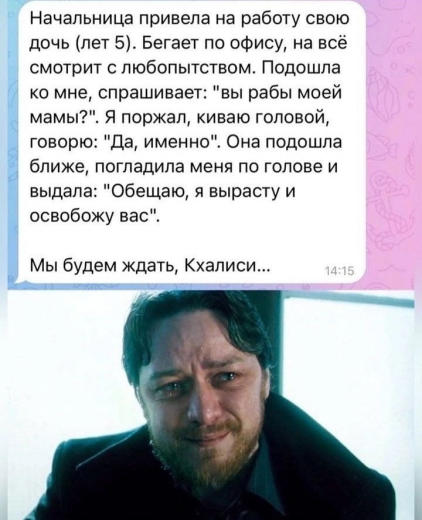 Начальница привела на работу свою
дочь (лет 5). Бегает по офису, на всё
смотрит с любопытством. Подошла
ко мне, спрашивает: "вы рабы моей
мамы?". Я поржал, киваю головой,
говорю: "Да, именно". Она подошла
ближе, погладила меня по голове и
выдала: "Обещаю, я вырасту и
освобожу вас".
Мы будем ждать, Кхалиси...
14:15